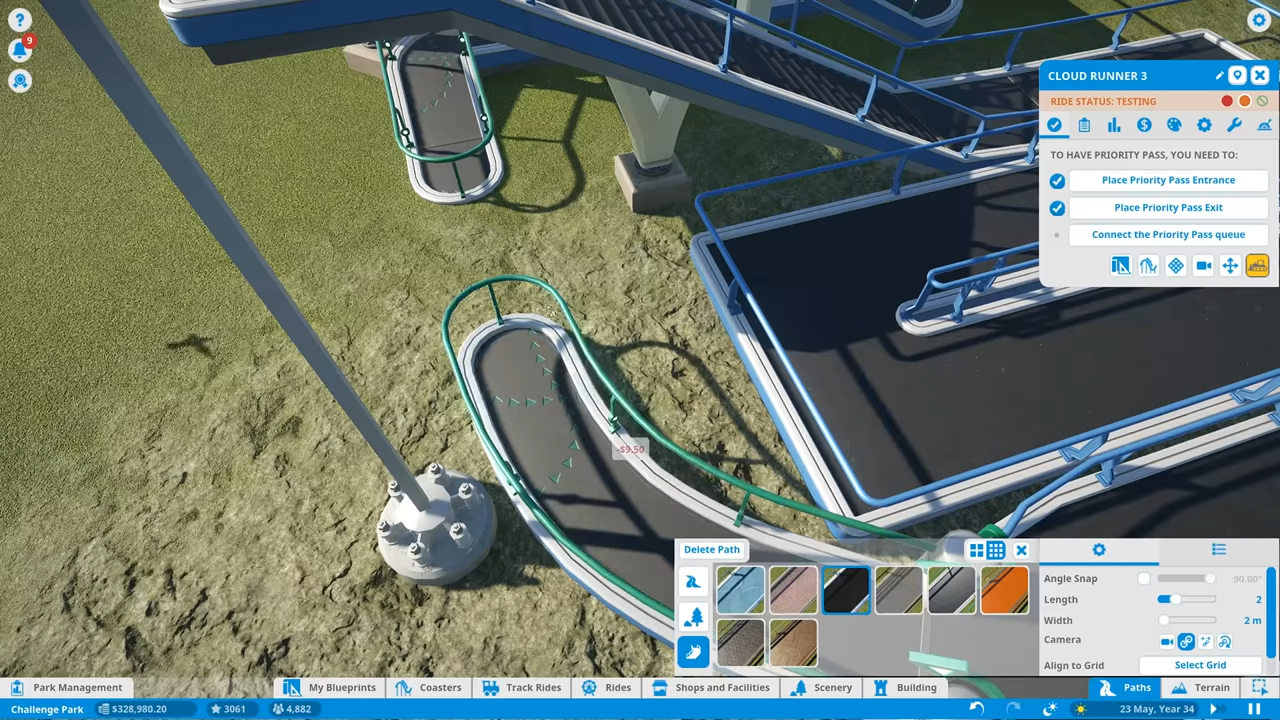 ?
9
CLOUD RUNNER 3
RIDE STATUS: TESTING
TO HAVE PRIORITY PASS, YOU NEED TO:
Place Priority Pass Entrance
Place Priority Pass Exit
Connect the Priority Pass queue
-$9.50
Delete Path
Angle Snap
90.00°
Length
2
Width
2 m
Camera
Align to Grid
Select Grid
Park Management
My Blueprints
Coasters
Track Rides
Rides
Shops and Facilities
Scenery
Building
Paths
Terrain
Challenge Park
$328,980.20
3061
4,882
23 May, Year 34